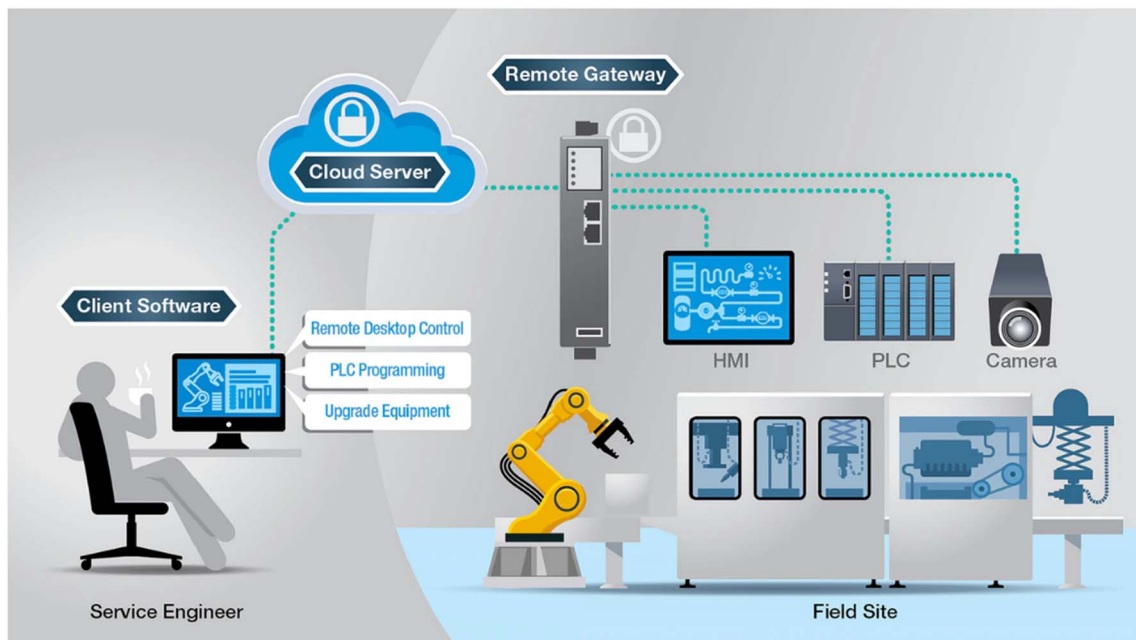 Remote Gateway
Cloud Server
Client Software
Remote Desktop Control
PLC Programming
Upgrade Equipment
HMI
PLC
Camera
Service Engineer
Field Site